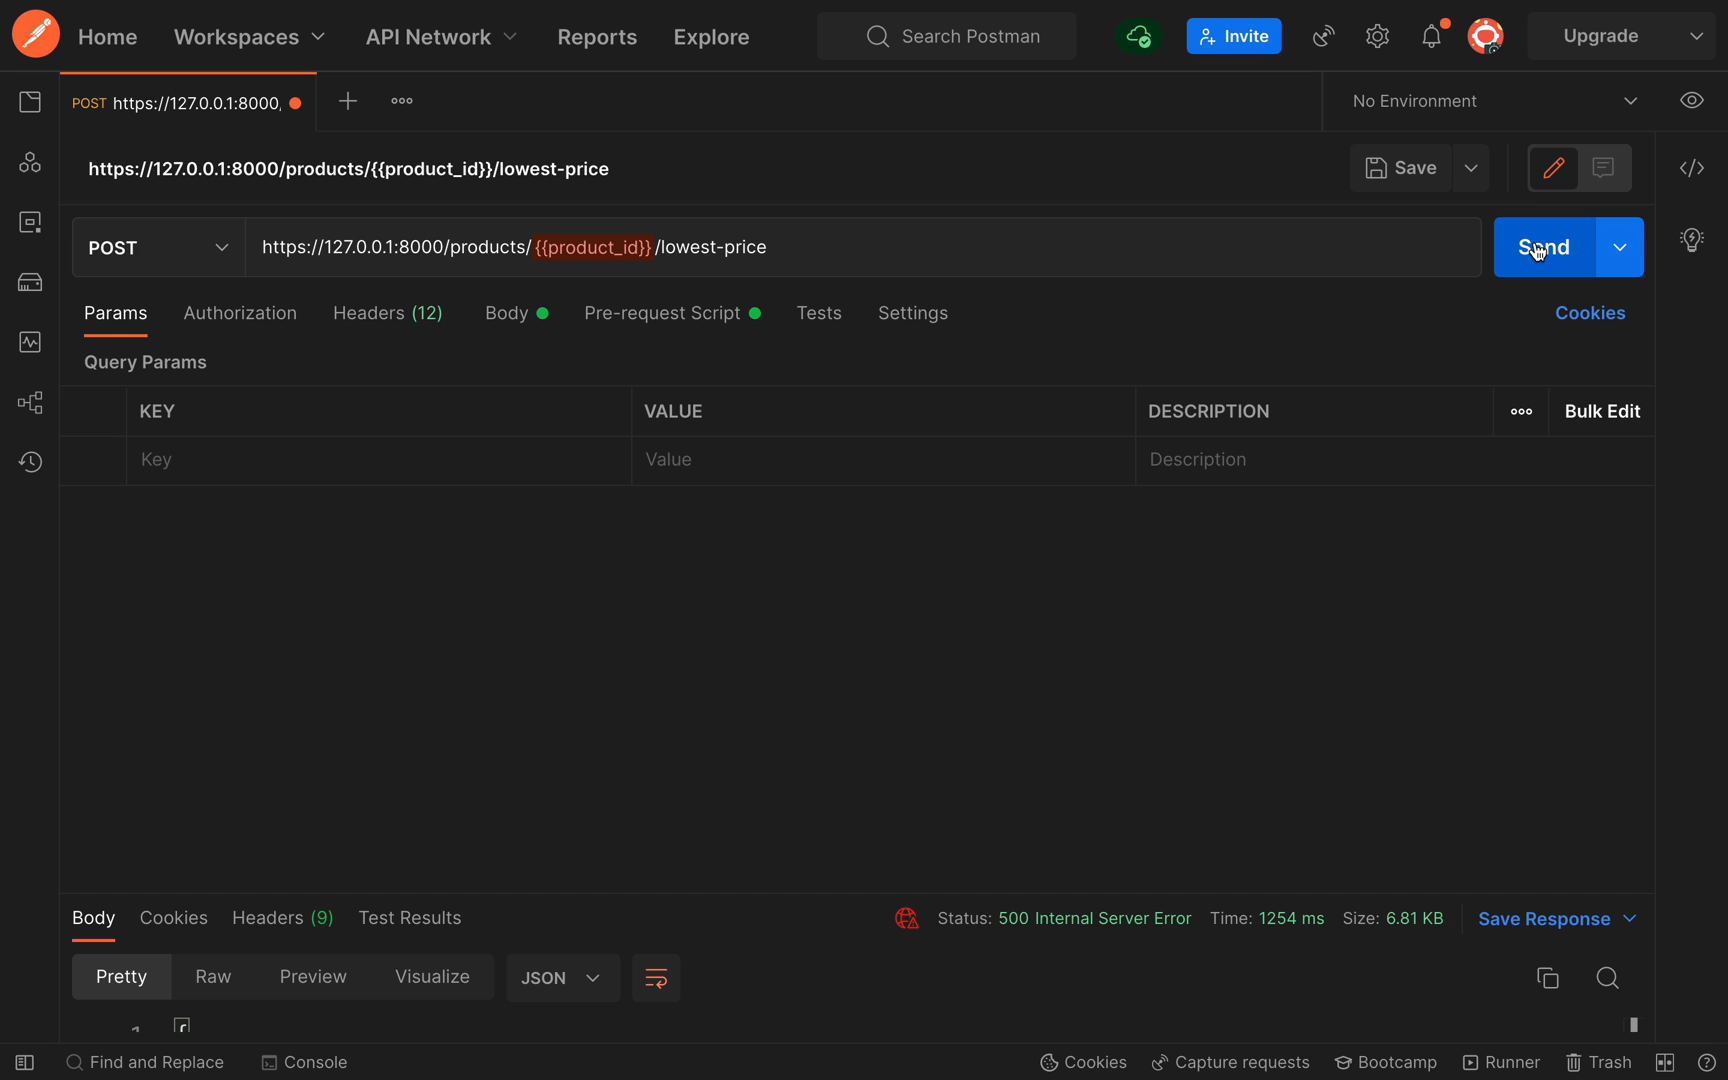 Home Workspaces API Network Reports Explore Search Postman Invite Upgrade
POST https://127.0.0.1:8000, No Environment
https://127.0.0.1:8000/products/{{product_id}}/lowest-price Save
POST https://127.0.0.1:8000/products/{{product_id}}/lowest-price Send
Params Authorization Headers (12) Body Pre-request Script Tests Settings Cookies
Query Params
KEY VALUE DESCRIPTION Bulk Edit
Key Value Description
Body Cookies Headers (9) Test Results Status: 500 Internal Server Error Time: 1254 ms Size: 6.81 KB Save Response
Pretty Raw Preview Visualize JSON
Find and Replace Console Cookies Capture requests Bootcamp Runner Trash